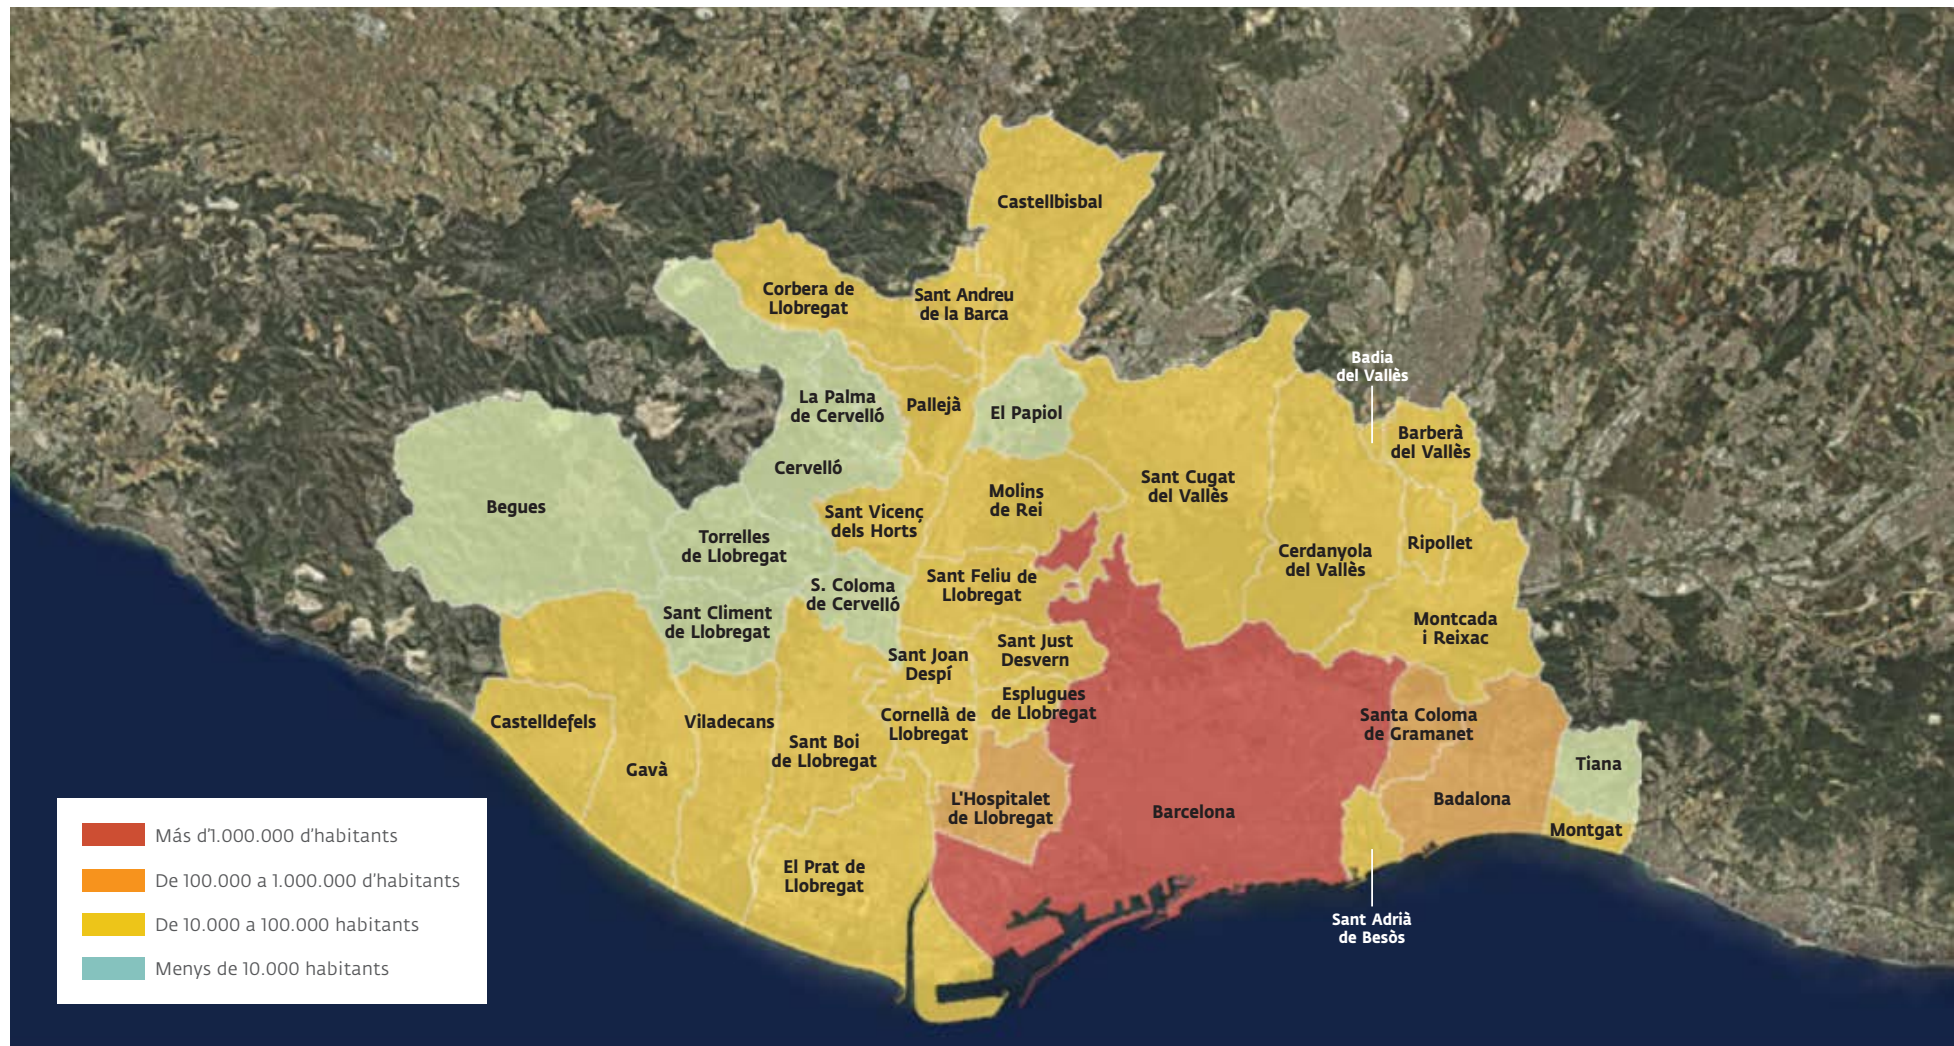 Castellbisbal
Corbera de
Llobregat
Sant Andreu
de la Barca
Badia
del Vallès
La Palma
de Cervelló
Pallejà
El Papiol
Barberà
del Vallès
Cervelló
Sant Cugat
del Vallès
Begues
Molins
de Rei
Sant Vicenç
dels Horts
Torrelles
de Llobregat
Ripollet
Cerdanyola
del Vallès
Sant Feliu de
Llobregat
S. Coloma
de Cervelló
Sant Climent
de Llobregat
Montcada
i Reixac
Sant Just
Desvern
Sant Joan
Despí
Esplugues
de Llobregat
Castelldefels
Viladecans
Cornellà de
Llobregat
Santa Coloma
de Gramanet
Sant Boi
de Llobregat
Gavà
Tiana
L'Hospitalet
de Llobregat
Barcelona
Badalona
Montgat
El Prat de
Llobregat
Sant Adrià
de Besòs
Más d'1.000.000 d'habitants
De 100.000 a 1.000.000 d'habitants
De 10.000 a 100.000 habitants
Menys de 10.000 habitants